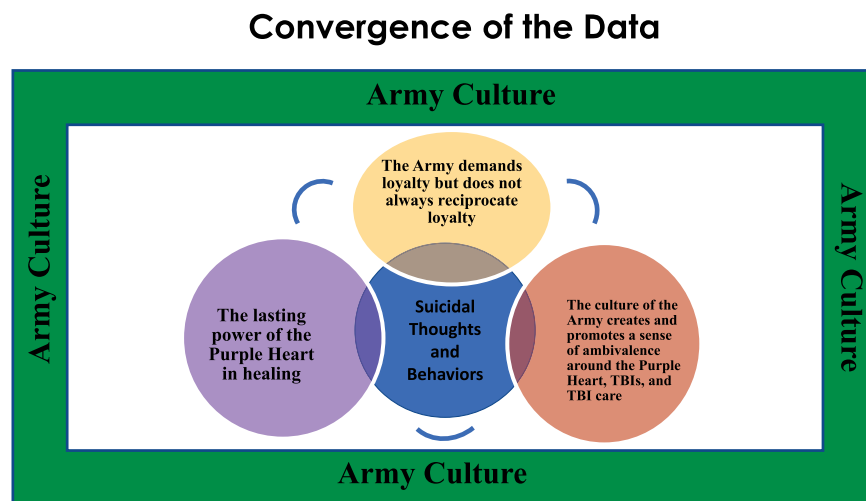 Convergence of the Data
Army Culture
The Army demands
loyalty but does not
always reciprocate
loyalty
Army Culture
Army Culture
The lasting
power of the
Purple Heart
in healing
Suicidal
Thoughts
and
Behaviors
The culture of the
Army creates and
promotes a sense
of ambivalence
around the Purple
Heart, TBIs, and
TBI care
Army Culture